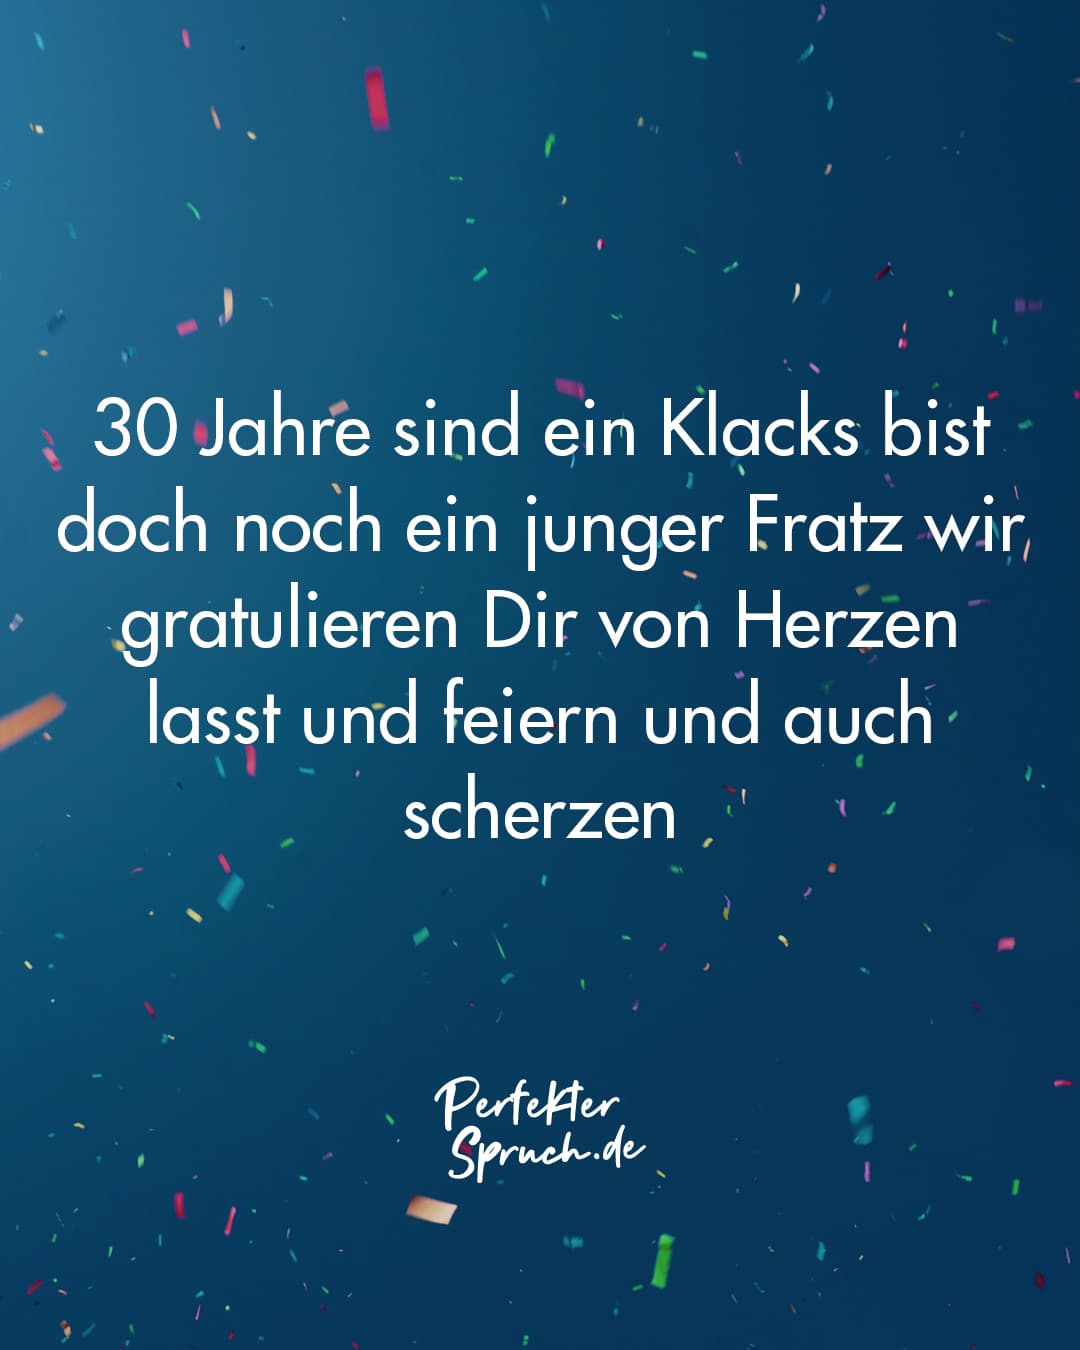 30 Jahre sind ein Klacks bist
doch noch ein junger Fratz wir
gratulieren Dir von Herzen
lasst und feiern und auch
scherzen
Perfekter
Spruch.de